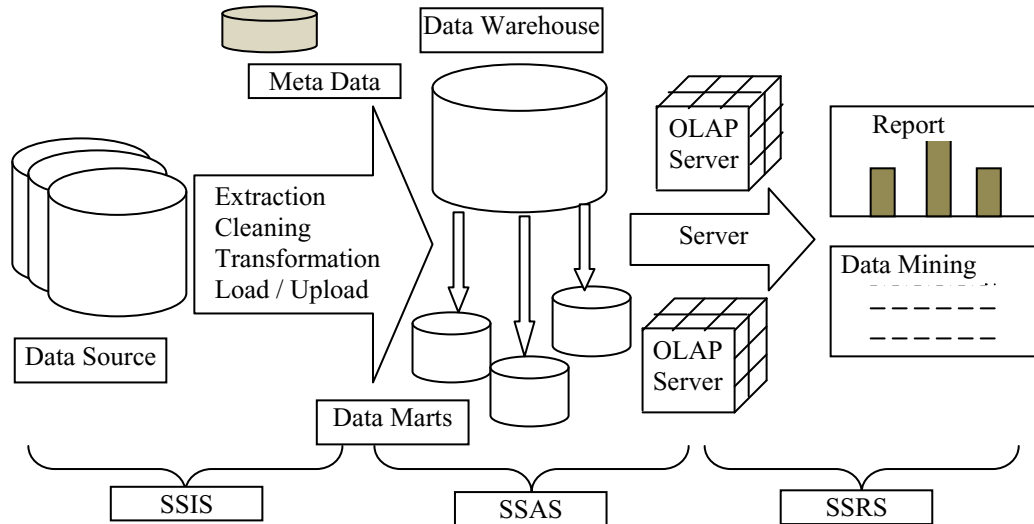 Data Warehouse
Meta Data
OLAP
Server
Report
Extraction
Cleaning
Transformation
Load / Upload
Server
Data Mining
Data Source
OLAP
Server
Data Marts
SSIS
SSAS
SSRS